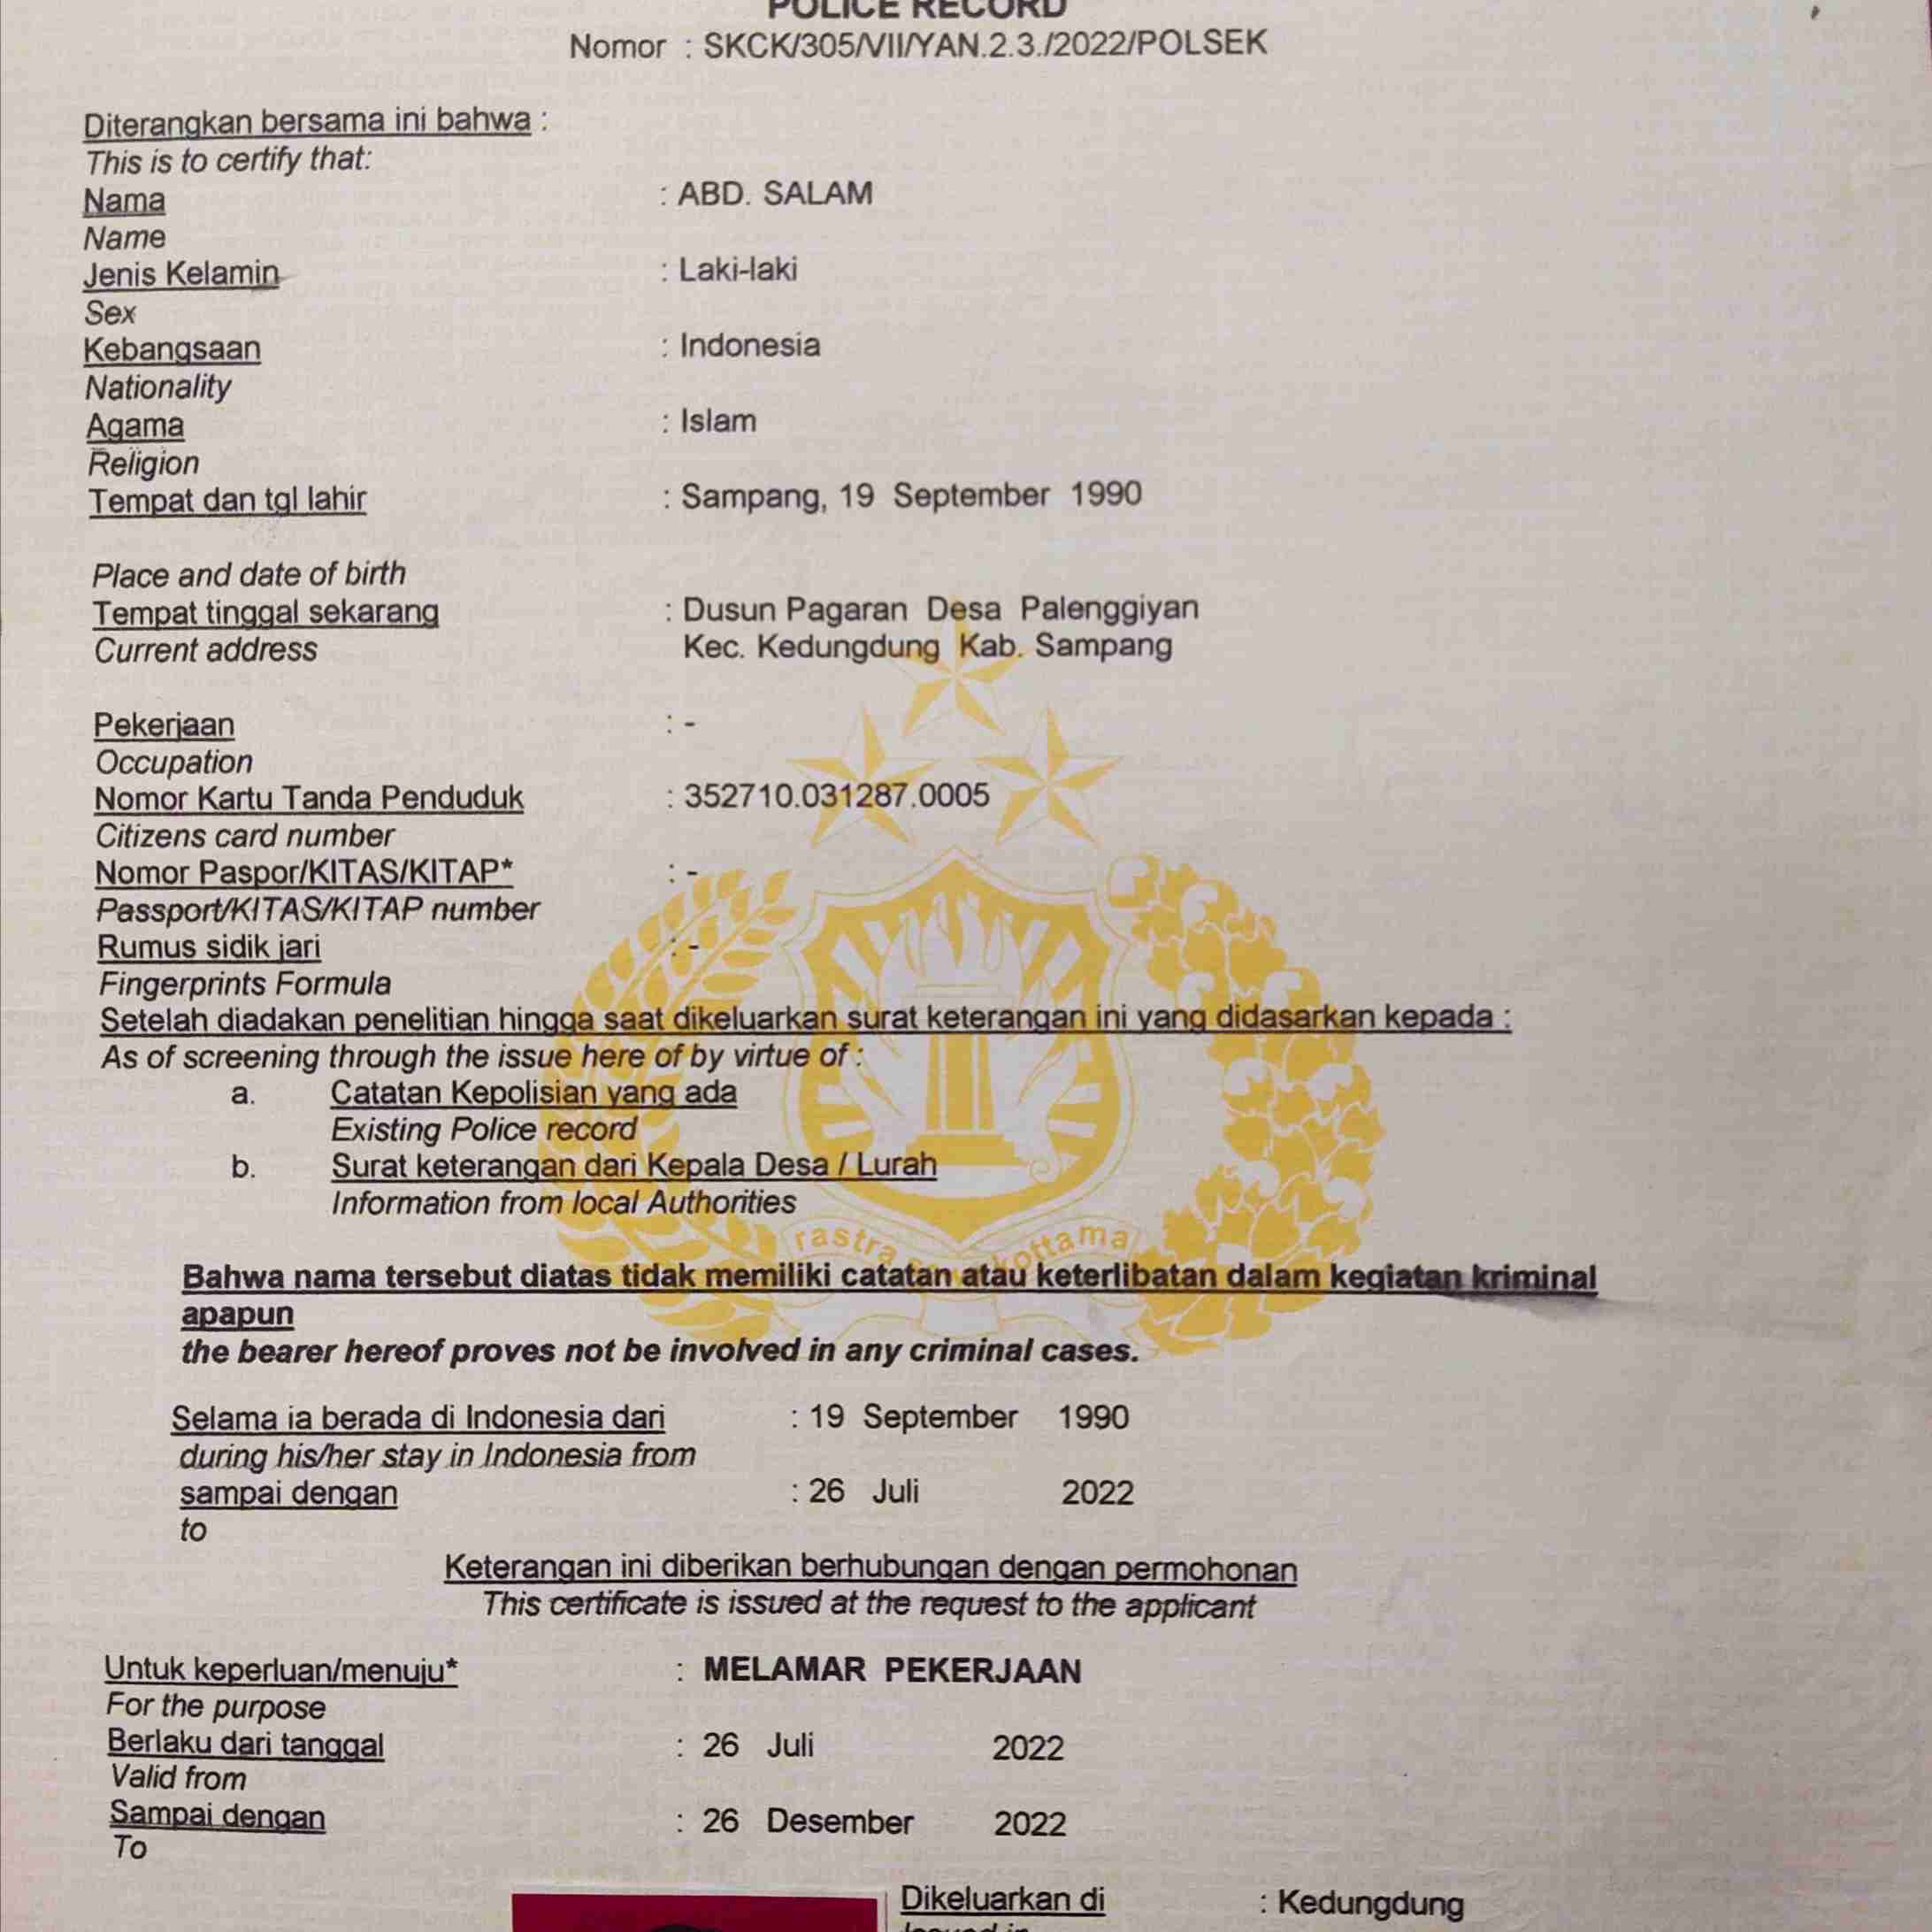 POLICE RECORD
Nomor : SKCK/305/VII/YAN.2.3./2022/POLSEK
Diterangkan bersama ini bahwa :
This is to certify that:
Nama : ABD. SALAM
Name
Jenis Kelamin : Laki-laki
Sex
Kebangsaan : Indonesia
Nationality
Agama : Islam
Religion
Tempat dan tgl lahir : Sampang, 19 September 1990
Place and date of birth
Tempat tinggal sekarang : Dusun Pagaran Desa Palenggiyan
Current address Kec. Kedungdung Kab. Sampang
Pekerjaan : -
Occupation
Nomor Kartu Tanda Penduduk : 352710.031287.0005
Citizens card number
Nomor Paspor/KITAS/KITAP* : -
Passport/KITAS/KITAP number
Rumus sidik jari : -
Fingerprints Formula
Setelah diadakan penelitian hingga saat dikeluarkan surat keterangan ini yang didasarkan kepada :
As of screening through the issue here of by virtue of :
a. Catatan Kepolisian yang ada
Existing Police record
b. Surat keterangan dari Kepala Desa / Lurah
Information from local Authorities
rastra
Bahwa nama tersebut diatas tidak memiliki catatan atau keterlibatan dalam kegiatan kriminal
apapun
the bearer hereof proves not be involved in any criminal cases.
Selama ia berada di Indonesia dari : 19 September 1990
during his/her stay in Indonesia from
sampai dengan : 26 Juli 2022
to
Keterangan ini diberikan berhubungan dengan permohonan
This certificate is issued at the request to the applicant
Untuk keperluan/menuju* : MELAMAR PEKERJAAN
For the purpose
Berlaku dari tanggal : 26 Juli 2022
Valid from
Sampai dengan : 26 Desember 2022
To
Dikeluarkan di : Kedungdung
Issued in